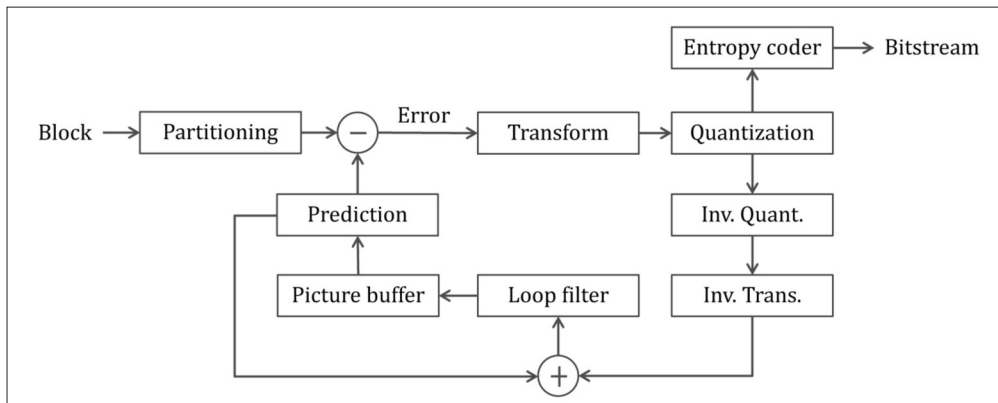 Entropy coder
Bitstream
Block
Partitioning
−
Error
Transform
Quantization
Prediction
Inv. Quant.
Picture buffer
Loop filter
Inv. Trans.
+